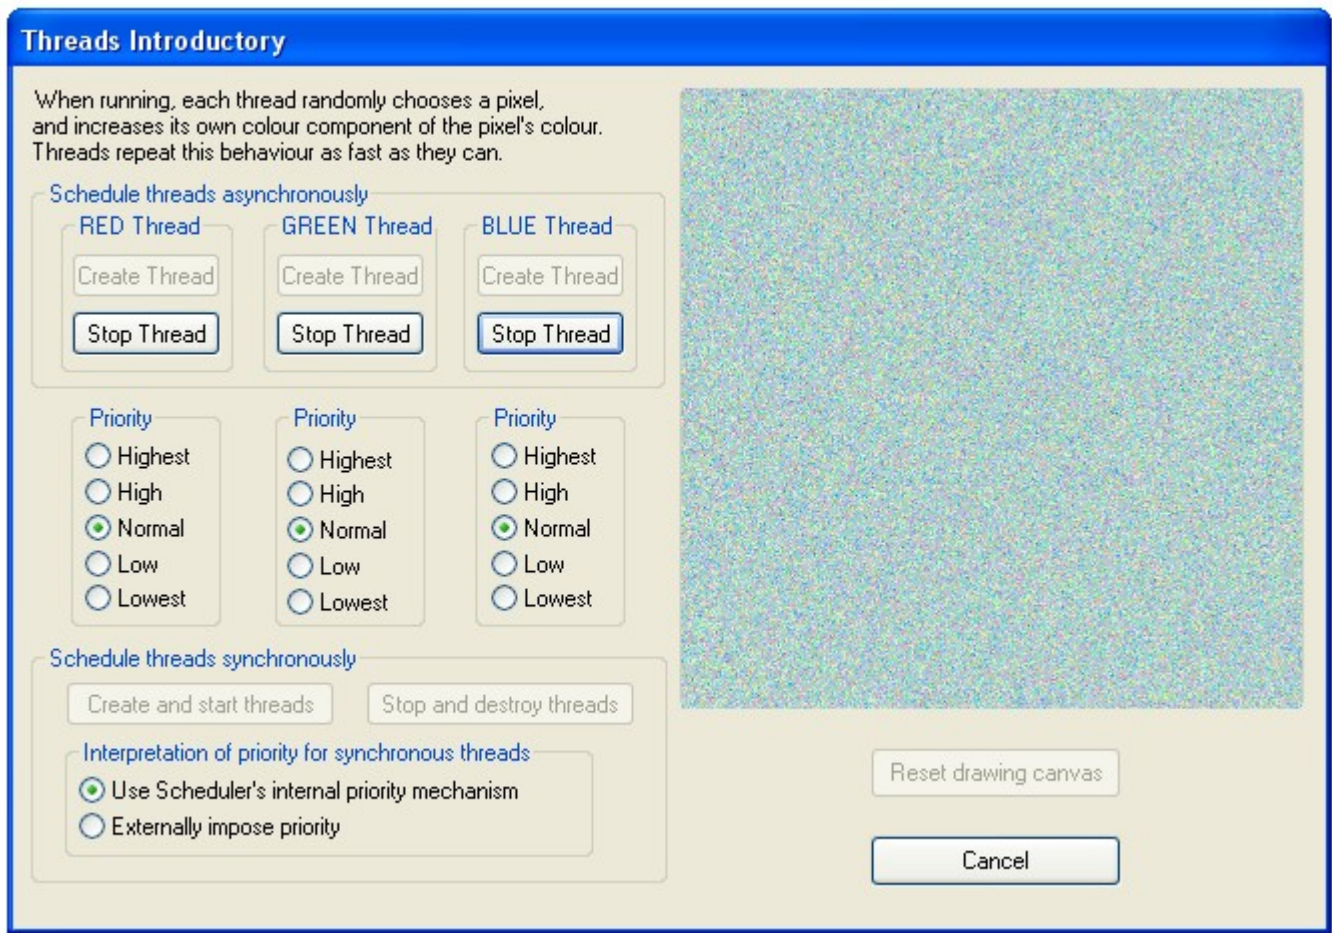 Threads Introductory
When running, each thread randomly chooses a pixel,
and increases its own colour component of the pixel's colour.
Threads repeat this behaviour as fast as they can.
Schedule threads asynchronously
RED Thread GREEN Thread BLUE Thread
Create Thread Create Thread Create Thread
Stop Thread Stop Thread Stop Thread
Priority Priority Priority
Highest Highest Highest
High High High
Normal Normal Normal
Low Low Low
Lowest Lowest Lowest
Schedule threads synchronously
Create and start threads Stop and destroy threads
Interpretation of priority for synchronous threads
Use Scheduler's internal priority mechanism
Externally impose priority
Reset drawing canvas
Cancel